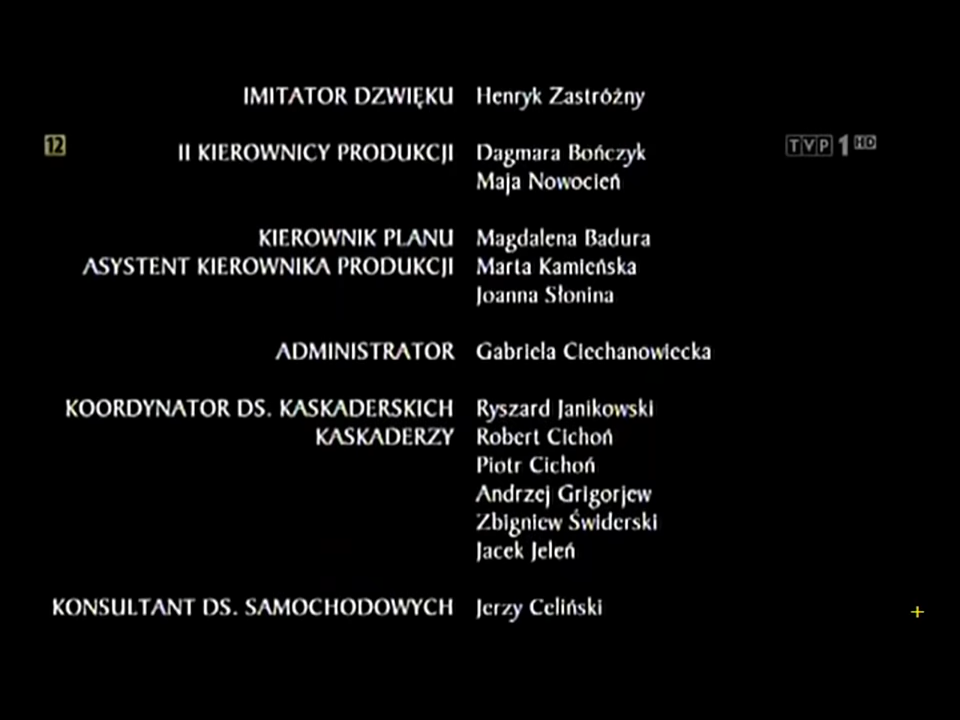 IMITATOR DZWIĘKU Henryk Zastróżny
12
II KIEROWNICY PRODUKCJI Dagmara Bończyk
TVP 1 HD
Maja Nowocień
KIEROWNIK PLANU Magdalena Badura
ASYSTENT KIEROWNIKA PRODUKCJI Marta Kamieńska
Joanna Słonina
ADMINISTRATOR Gabriela Ciechanowiecka
KOORDYNATOR DS. KASKADERSKICH Ryszard Janikowski
KASKADERZY Robert Cichoń
Piotr Cichoń
Andrzej Grigorjew
Zbigniew Świderski
Jacek Jeleń
KONSULTANT DS. SAMOCHODOWYCH Jerzy Celiński
+